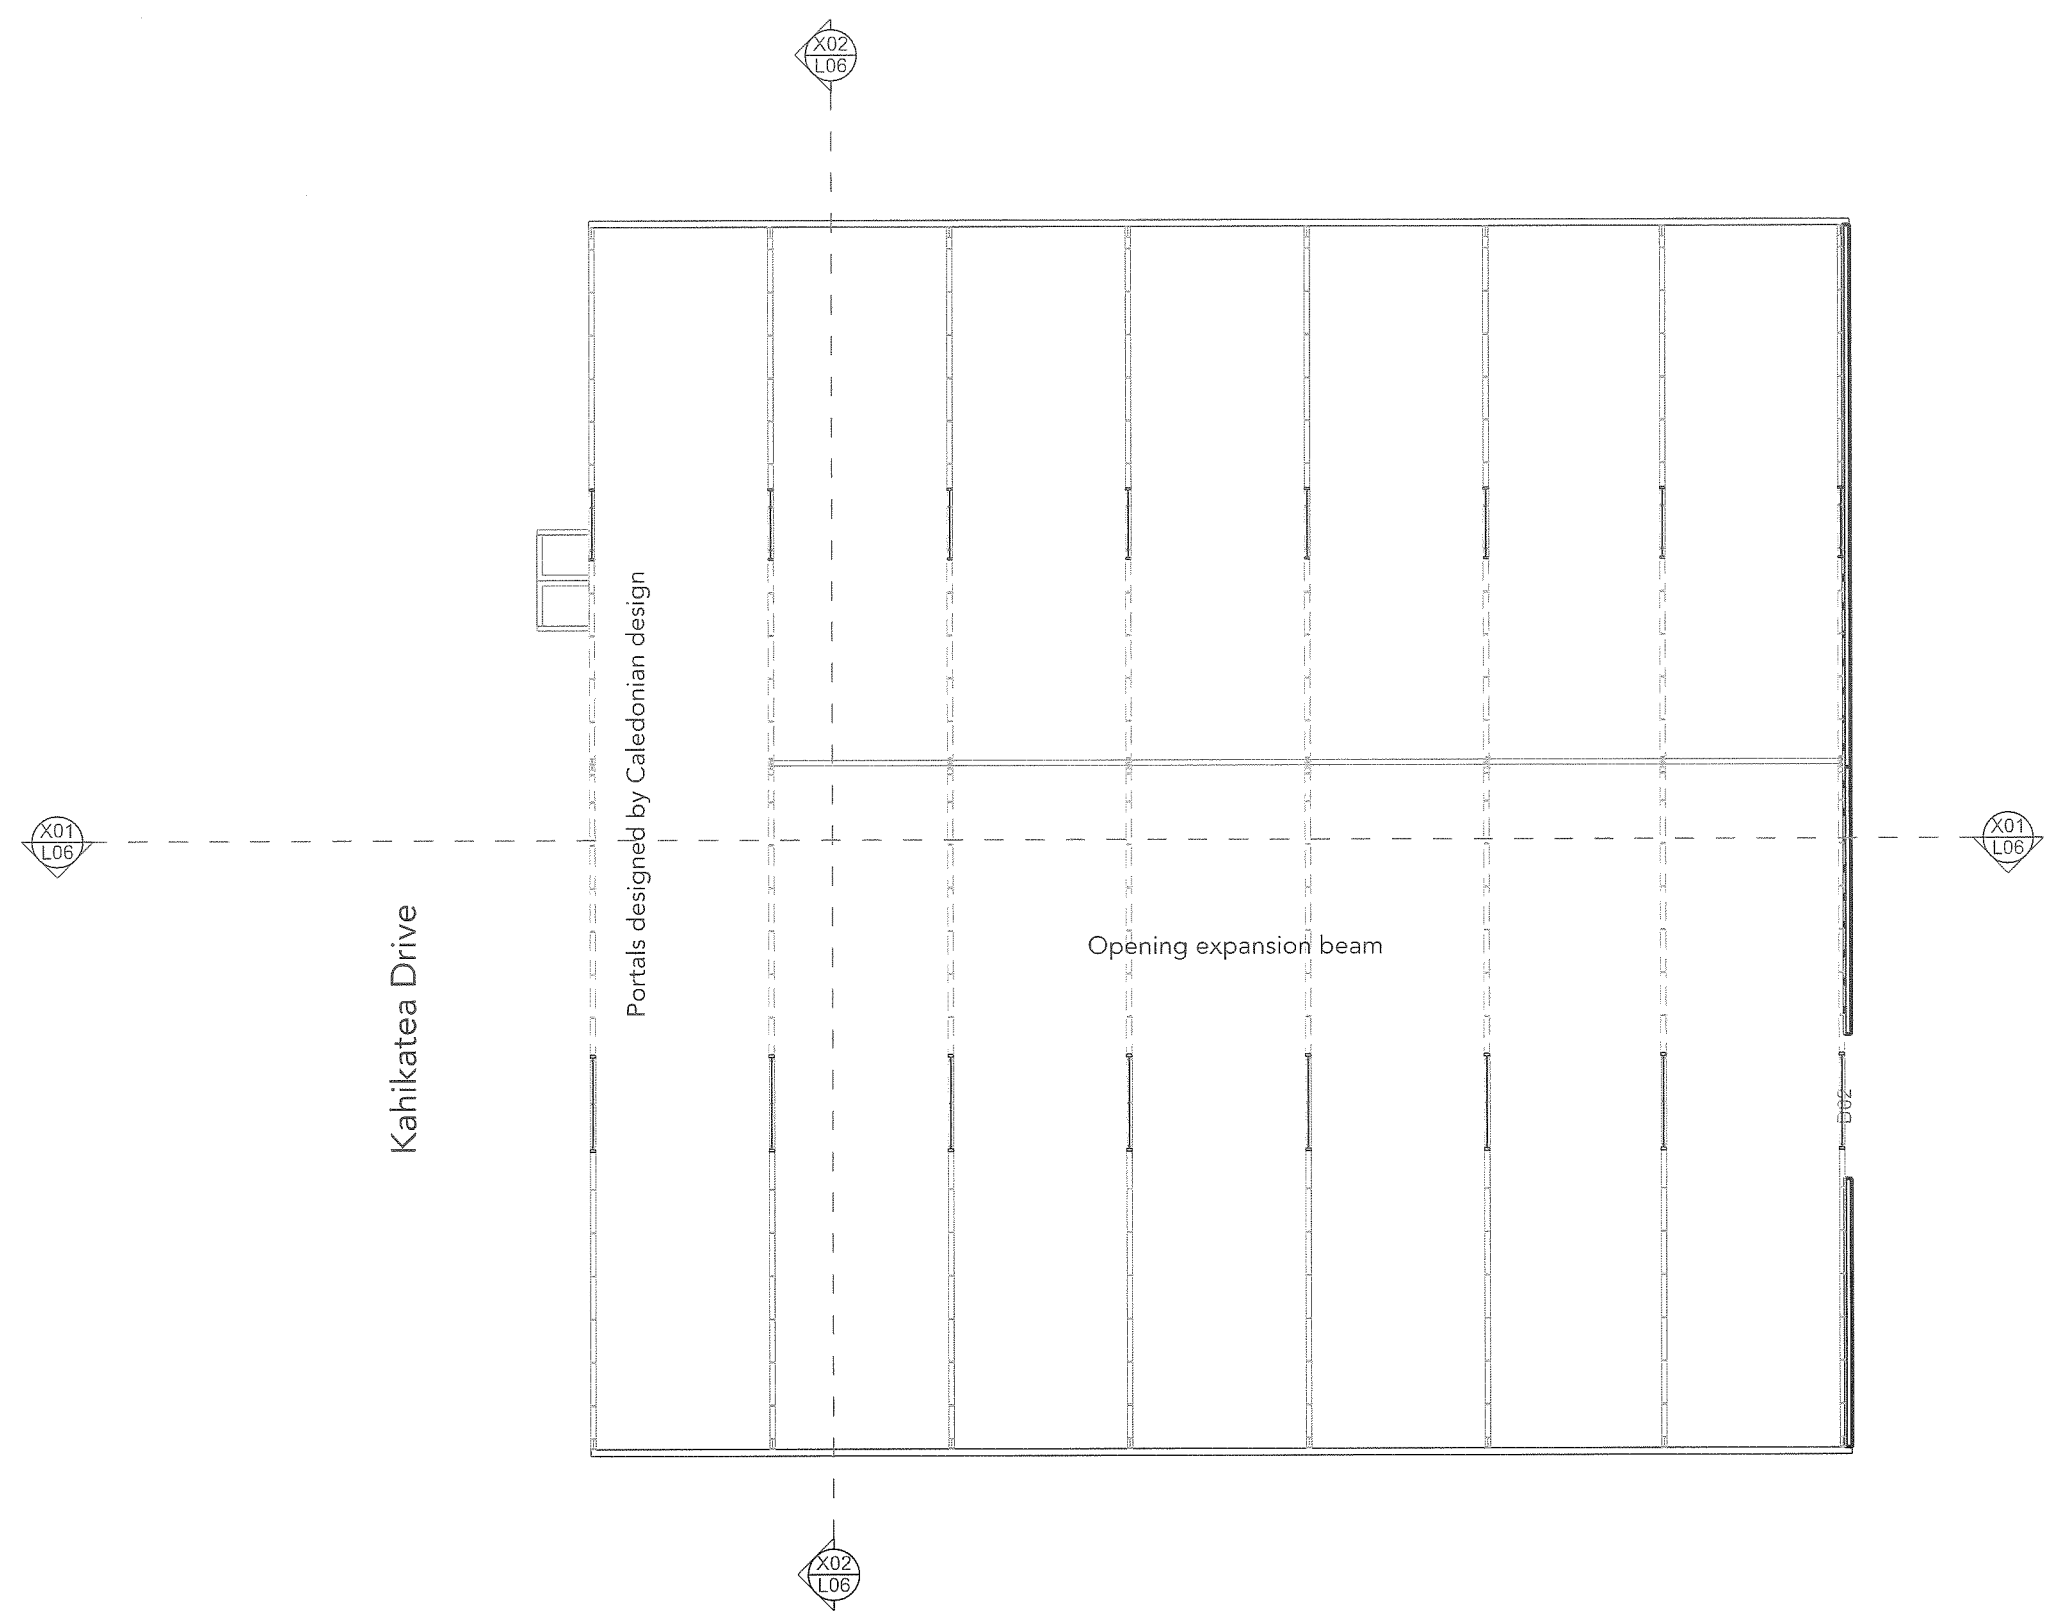 X02
L06
Portals designed by Caledonian design
X01
L06
X01
L06
Kahikatea Drive
Opening expansion beam
D02
X02
L06